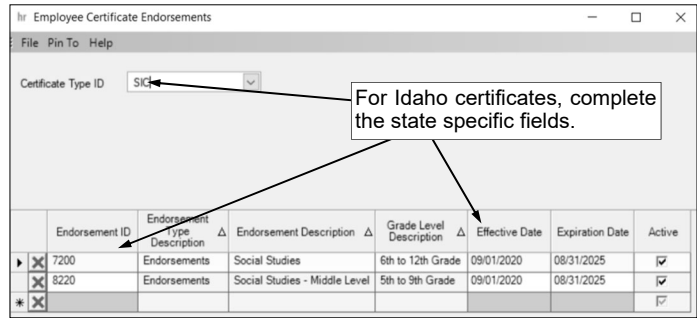 hr Employee Certificate Endorsements
File Pin To Help
Certificate Type ID SIC
For Idaho certificates, complete
the state specific fields.
Endorsement ID Endorsement Type Description Endorsement Description Grade Level Description Effective Date Expiration Date Active
7200 Endorsements Social Studies 6th to 12th Grade 09/01/2020 08/31/2025
8220 Endorsements Social Studies - Middle Level 5th to 9th Grade 09/01/2020 08/31/2025